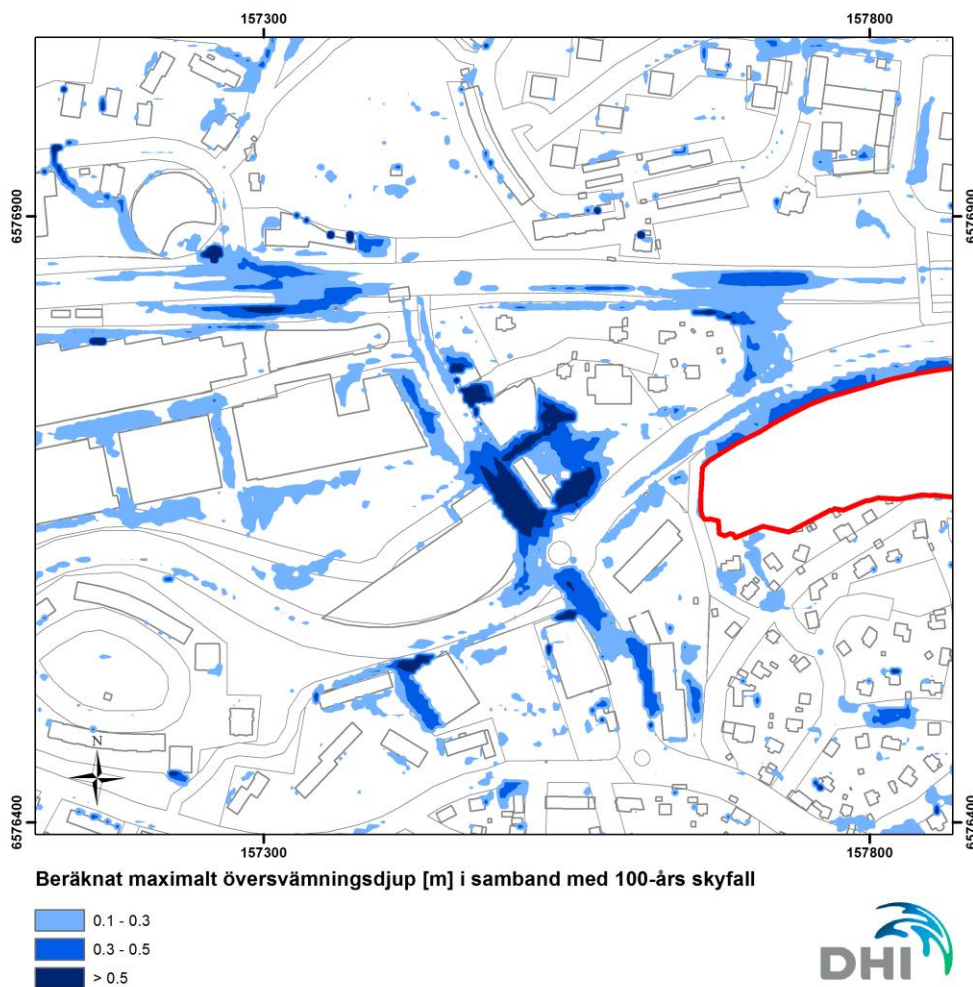 157300
157800
6576900
6576900
N
6576400
6576400
157300
157800
Beräknat maximalt översvämningsdjup [m] i samband med 100-års skyfall
0.1 - 0.3
0.3 - 0.5
> 0.5
DHI